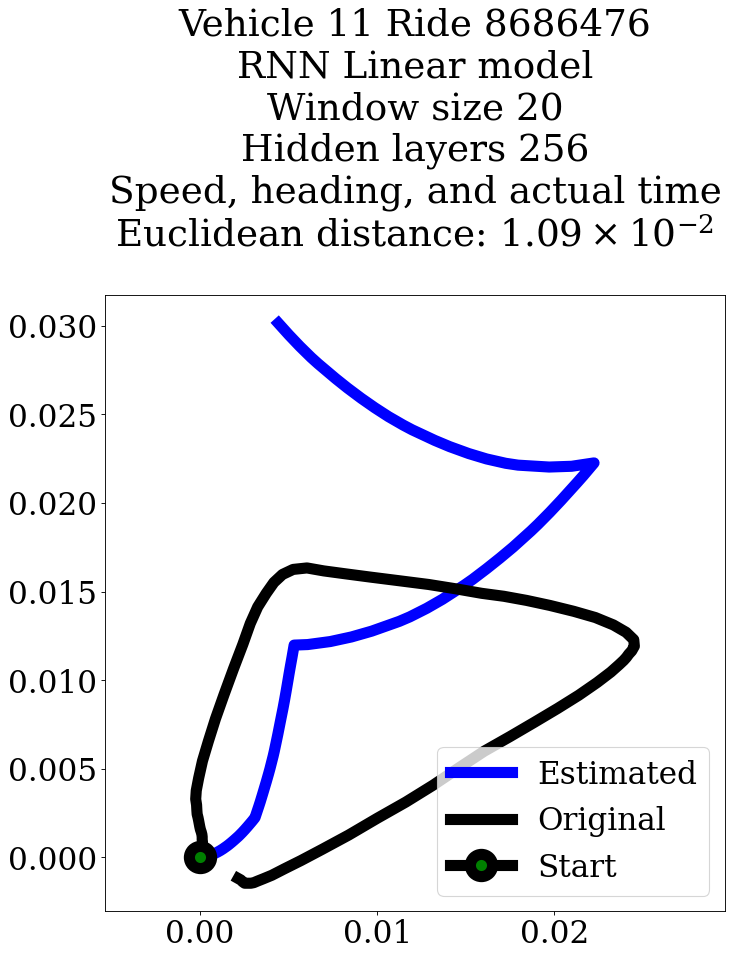 Vehicle 11 Ride 8686476
RNN Linear model
Window size 20
Hidden layers 256
Speed, heading, and actual time
Euclidean distance: 1.09 × 10⁻²
0.030
0.025
0.020
0.015
0.010
0.005
0.000
Estimated
Original
Start
0.00 0.01 0.02